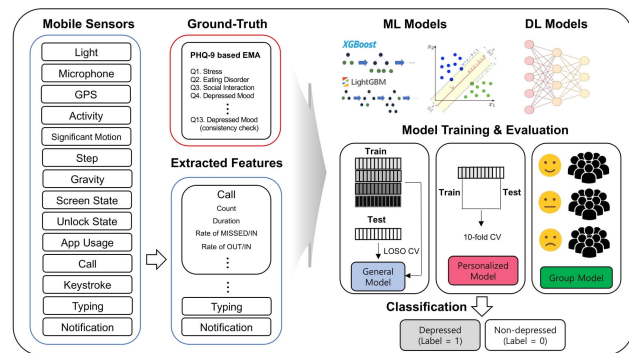 Mobile Sensors
Light
Microphone
GPS
Activity
Significant Motion
Step
Gravity
Screen State
Unlock State
App Usage
Call
Keystroke
Typing
Notification
Ground-Truth
PHQ-9 based EMA
Q1. Stress
Q2. Eating Disorder
Q3. Social Interaction
Q4. Depressed Mood
Q13. Depressed Mood
(consistency check)
Extracted Features
Call
Count
Duration
Rate of MISSED/IN
Rate of OUT/IN
Typing
Notification
ML Models
XGBoost
LightGBM
x₂
x₁
DL Models
Model Training & Evaluation
Train
Test
LOSO CV
General
Model
Train
Test
10-fold CV
Personalized
Model
Group Model
Classification
Depressed
(Label = 1)
Non-depressed
(Label = 0)